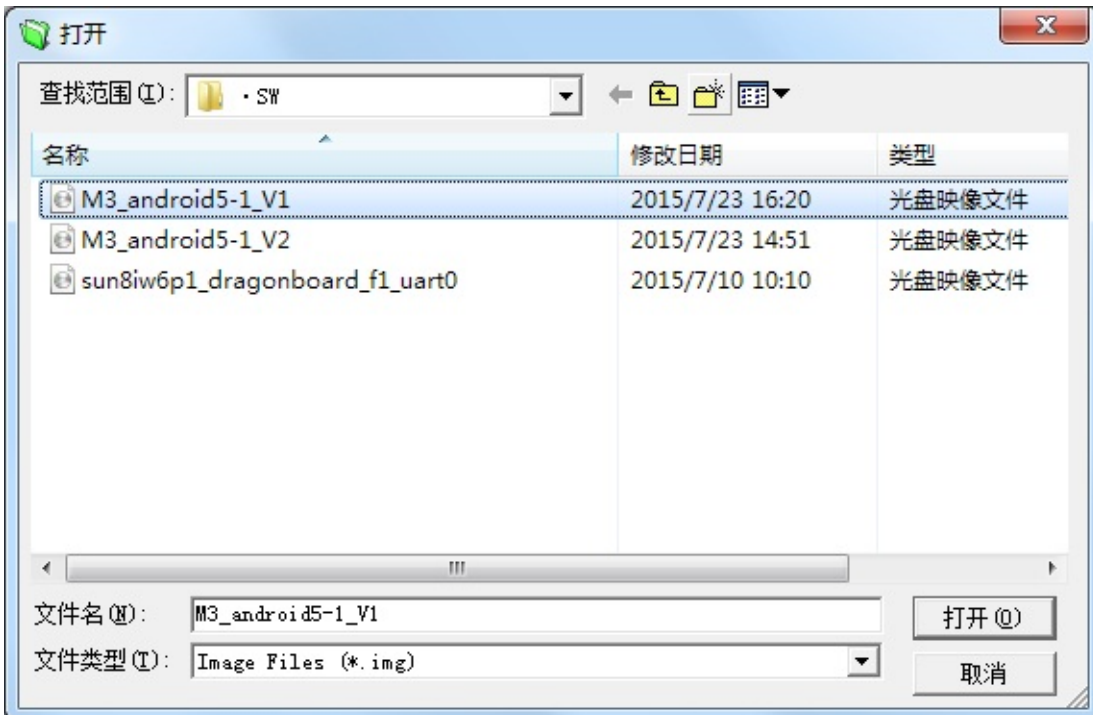 打开
查找范围(I): · SW
名称 修改日期 类型
M3_android5-1_V1 2015/7/23 16:20 光盘映像文件
M3_android5-1_V2 2015/7/23 14:51 光盘映像文件
sun8iw6p1_dragonboard_f1_uart0 2015/7/10 10:10 光盘映像文件
文件名(N): M3_android5-1_V1 打开(O)
文件类型(T): Image Files (*.img) 取消